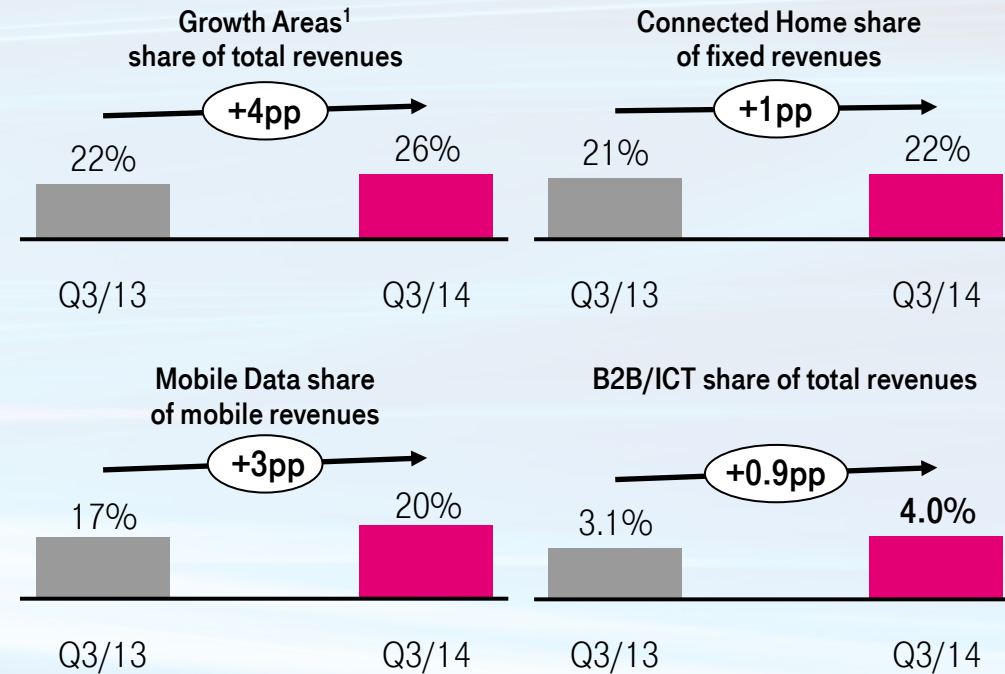 Growth Areas¹
share of total revenues
+4pp
22%
26%
Q3/13
Q3/14
Connected Home share
of fixed revenues
+1pp
21%
22%
Q3/13
Q3/14
Mobile Data share
of mobile revenues
+3pp
17%
20%
Q3/13
Q3/14
B2B/ICT share of total revenues
+0.9pp
3.1%
4.0%
Q3/13
Q3/14